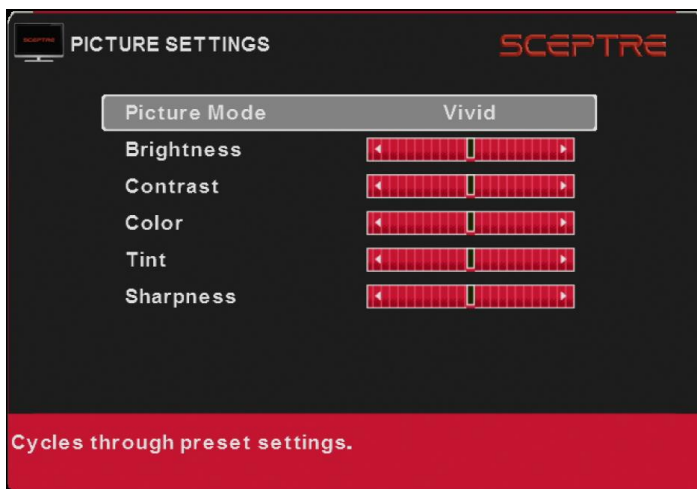 SCEPTRE
PICTURE SETTINGS
SCEPTRE
Picture Mode Vivid
Brightness
Contrast
Color
Tint
Sharpness
Cycles through preset settings.